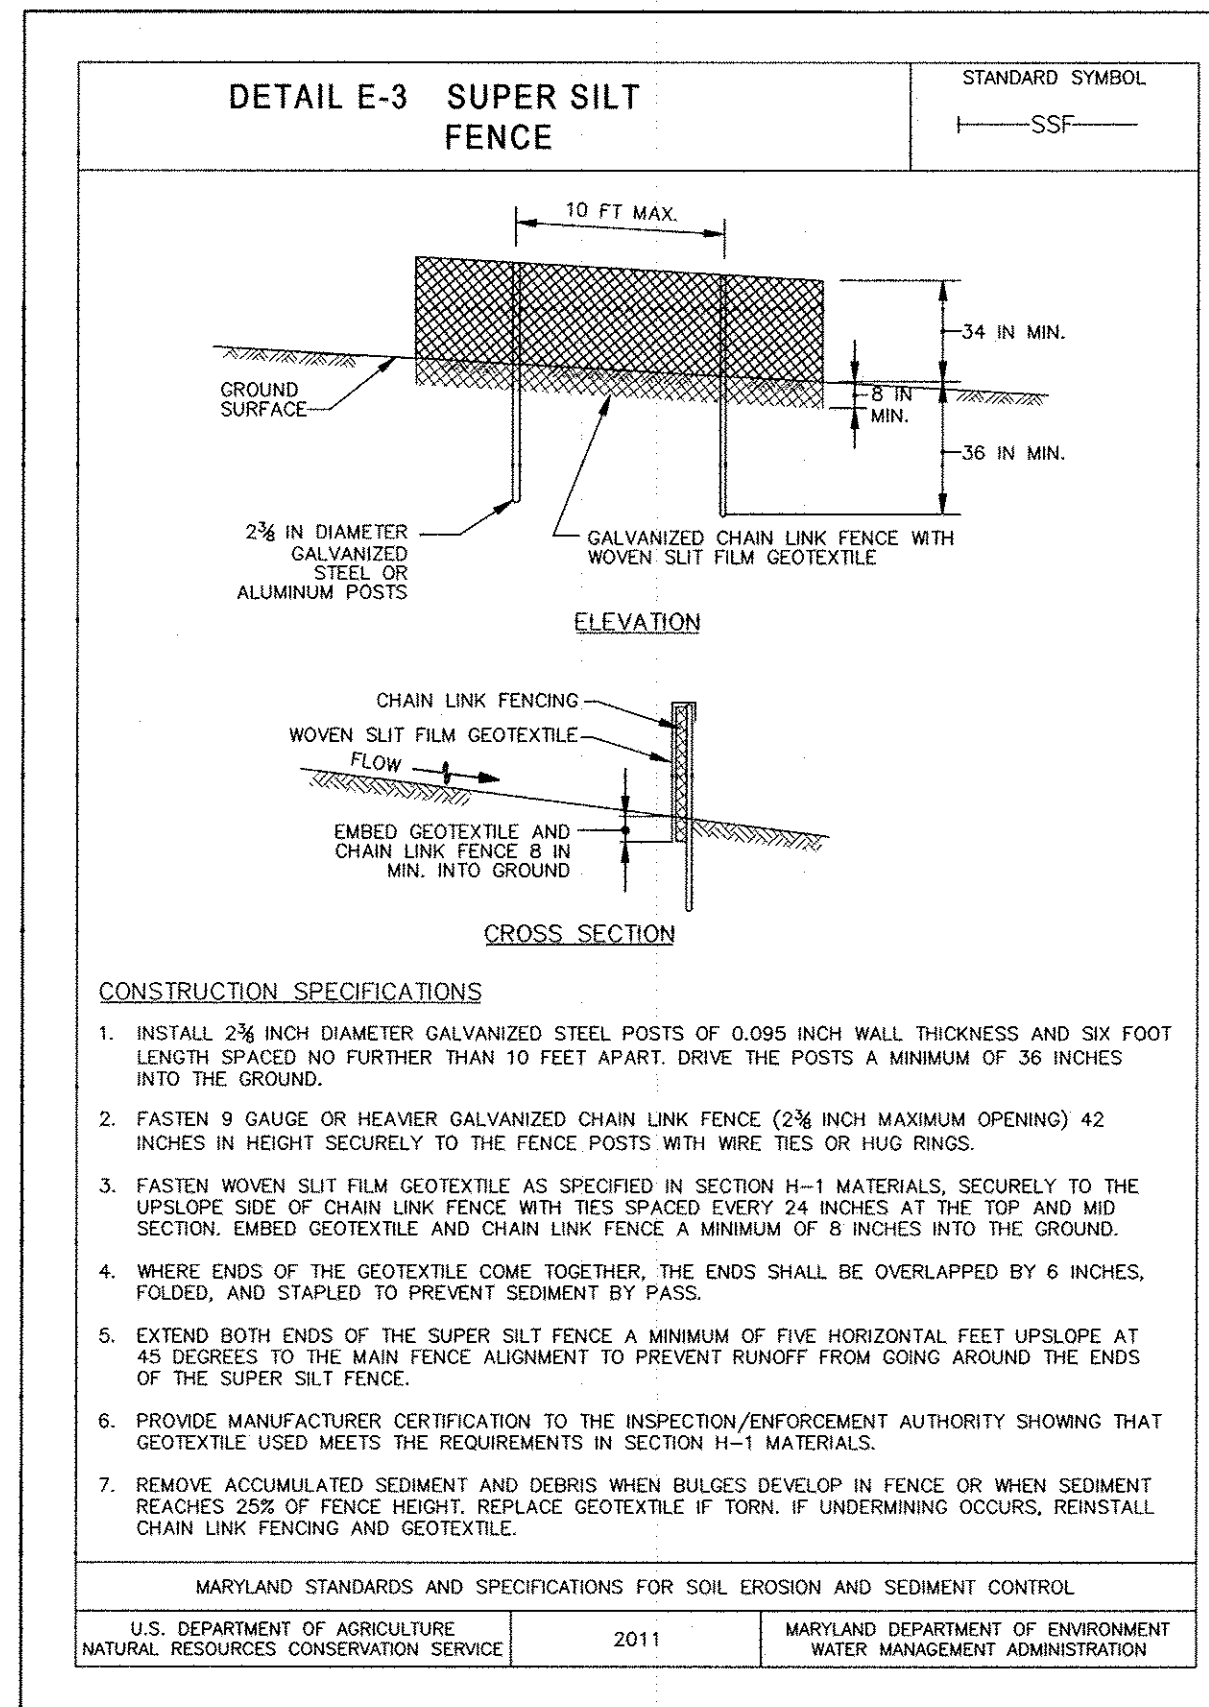 DETAIL E-3 SUPER SILT
FENCE
STANDARD SYMBOL
SSF
10 FT MAX.
34 IN MIN.
GROUND
SURFACE
8 IN
MIN.
36 IN MIN.
2⅜ IN DIAMETER
GALVANIZED
STEEL OR
ALUMINUM POSTS
GALVANIZED CHAIN LINK FENCE WITH
WOVEN SLIT FILM GEOTEXTILE
ELEVATION
CHAIN LINK FENCING
WOVEN SLIT FILM GEOTEXTILE
FLOW
EMBED GEOTEXTILE AND
CHAIN LINK FENCE 8 IN
MIN. INTO GROUND
CROSS SECTION
CONSTRUCTION SPECIFICATIONS
1. INSTALL 2⅜ INCH DIAMETER GALVANIZED STEEL POSTS OF 0.095 INCH WALL THICKNESS AND SIX FOOT
LENGTH SPACED NO FURTHER THAN 10 FEET APART. DRIVE THE POSTS A MINIMUM OF 36 INCHES
INTO THE GROUND.
2. FASTEN 9 GAUGE OR HEAVIER GALVANIZED CHAIN LINK FENCE (2⅜ INCH MAXIMUM OPENING) 42
INCHES IN HEIGHT SECURELY TO THE FENCE POSTS WITH WIRE TIES OR HUG RINGS.
3. FASTEN WOVEN SLIT FILM GEOTEXTILE AS SPECIFIED IN SECTION H-1 MATERIALS, SECURELY TO THE
UPSLOPE SIDE OF CHAIN LINK FENCE WITH TIES SPACED EVERY 24 INCHES AT THE TOP AND MID
SECTION. EMBED GEOTEXTILE AND CHAIN LINK FENCE A MINIMUM OF 8 INCHES INTO THE GROUND.
4. WHERE ENDS OF THE GEOTEXTILE COME TOGETHER, THE ENDS SHALL BE OVERLAPPED BY 6 INCHES,
FOLDED, AND STAPLED TO PREVENT SEDIMENT BY PASS.
5. EXTEND BOTH ENDS OF THE SUPER SILT FENCE A MINIMUM OF FIVE HORIZONTAL FEET UPSLOPE AT
45 DEGREES TO THE MAIN FENCE ALIGNMENT TO PREVENT RUNOFF FROM GOING AROUND THE ENDS
OF THE SUPER SILT FENCE.
6. PROVIDE MANUFACTURER CERTIFICATION TO THE INSPECTION/ENFORCEMENT AUTHORITY SHOWING THAT
GEOTEXTILE USED MEETS THE REQUIREMENTS IN SECTION H-1 MATERIALS.
7. REMOVE ACCUMULATED SEDIMENT AND DEBRIS WHEN BULGES DEVELOP IN FENCE OR WHEN SEDIMENT
REACHES 25% OF FENCE HEIGHT. REPLACE GEOTEXTILE IF TORN. IF UNDERMINING OCCURS, REINSTALL
CHAIN LINK FENCING AND GEOTEXTILE.
MARYLAND STANDARDS AND SPECIFICATIONS FOR SOIL EROSION AND SEDIMENT CONTROL
U.S. DEPARTMENT OF AGRICULTURE
NATURAL RESOURCES CONSERVATION SERVICE
2011
MARYLAND DEPARTMENT OF ENVIRONMENT
WATER MANAGEMENT ADMINISTRATION